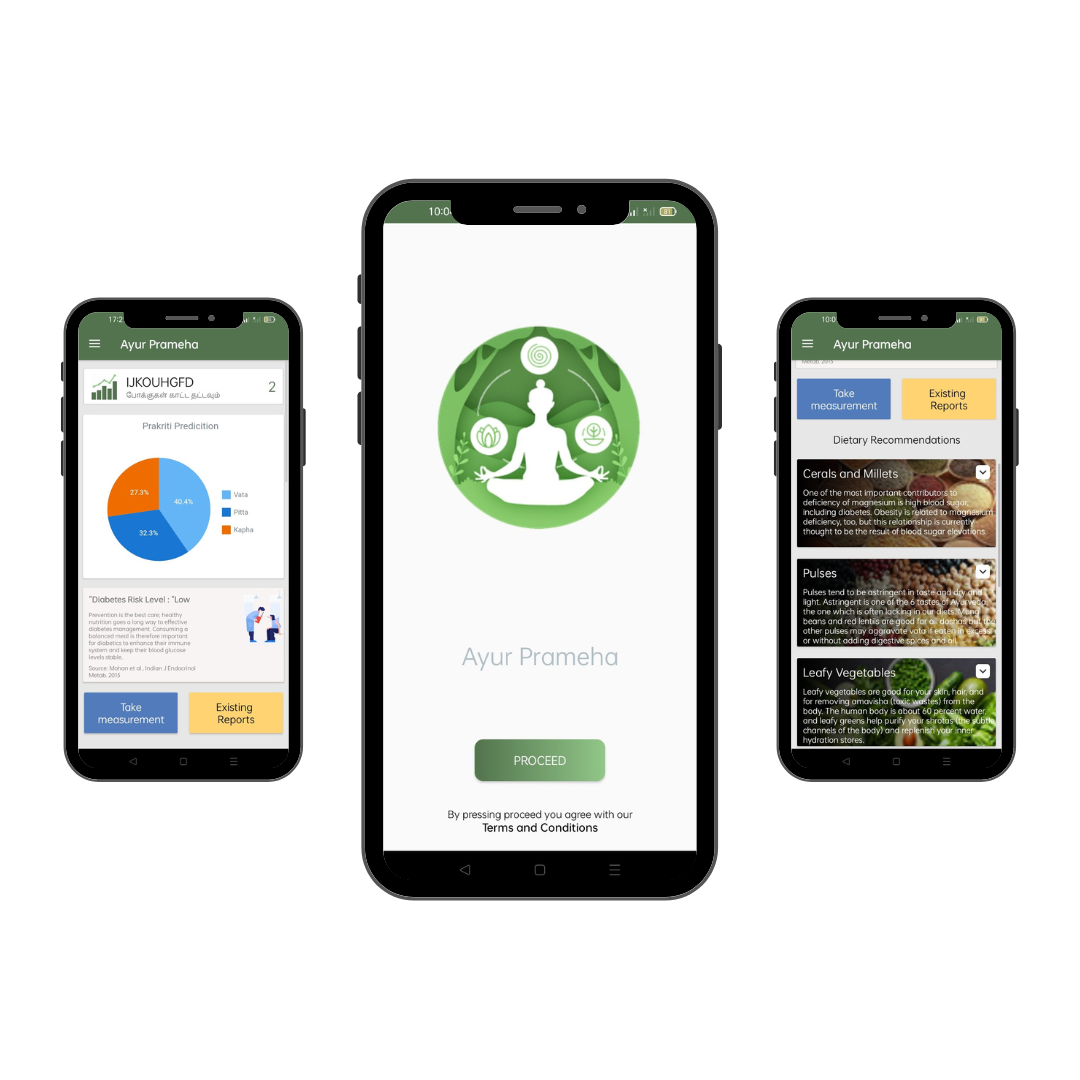 17:2
Ayur Prameha
IJKOUHGFD
2
போக்குகள் காட்ட தட்டவும்
Prakriti Predicition
27.3%
40.4%
32.3%
Vata
Pitta
Kapha
"Diabetes Risk Level : "Low
Prevention is the best care; healthy
nutrition goes a long way to effective
diabetes management. Consuming a
balanced meal is therefore important
for diabetics to enhance their immune
system and keep their blood glucose
levels stable.
Source: Mohan et al., Indian J Endocrinol
Metab, 2013
Take
measurement
Existing
Reports
10:0
81
Ayur Prameha
PROCEED
By pressing proceed you agree with our
Terms and Conditions
10:0
Ayur Prameha
Metab, 2013
Take
measurement
Existing
Reports
Dietary Recommendations
Cerals and Millets
One of the most important contributors to
deficiency of magnesium is high blood sugar,
including diabetes. Obesity is related to magnesium
deficiency, too, but this relationship is currently
thought to be the result of blood sugar elevations.
Pulses
Pulses tend to be astringent in taste and dry and
light. Astringent is one of the 6 tastes of Ayurveda,
the one which is often lacking in our diets. Mung
beans and red lentils are good for all doshas but the
other pulses may aggravate vata if eaten in excess
or without adding digestive spices and oil.
Leafy Vegetables
Leafy vegetables are good for your skin, hair, and
for removing amavisha (toxic wastes) from the
body. The human body is about 60 percent water,
and leafy greens help purify your shrotas (the subtle
channels of the body) and replenish your inner
hydration stores.